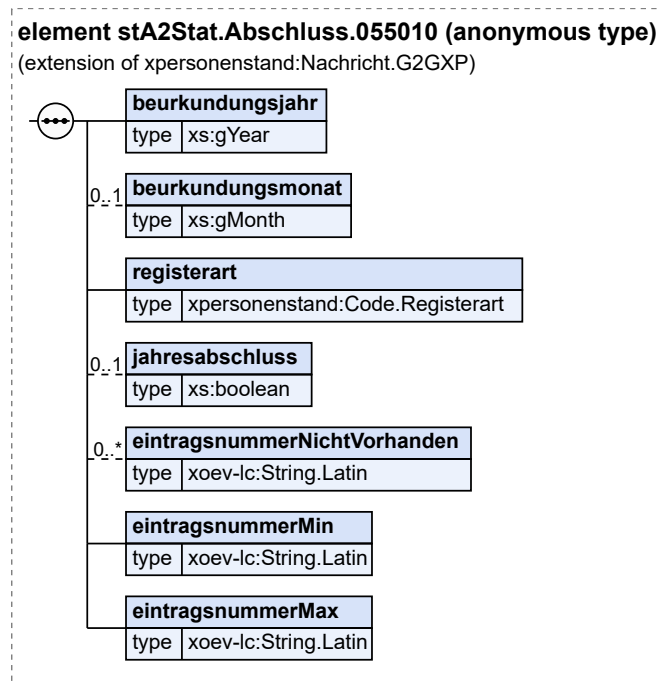 element stA2Stat.Abschluss.055010 (anonymous type)
(extension of xpersonenstand:Nachricht.G2GXP)
beurkundungsjahr
type xs:gYear
0..1 beurkundungsmonat
type xs:gMonth
registerart
type xpersonenstand:Code.Registerart
0..1 jahresabschluss
type xs:boolean
0..* eintragsnummerNichtVorhanden
type xoev-lc:String.Latin
eintragsnummerMin
type xoev-lc:String.Latin
eintragsnummerMax
type xoev-lc:String.Latin